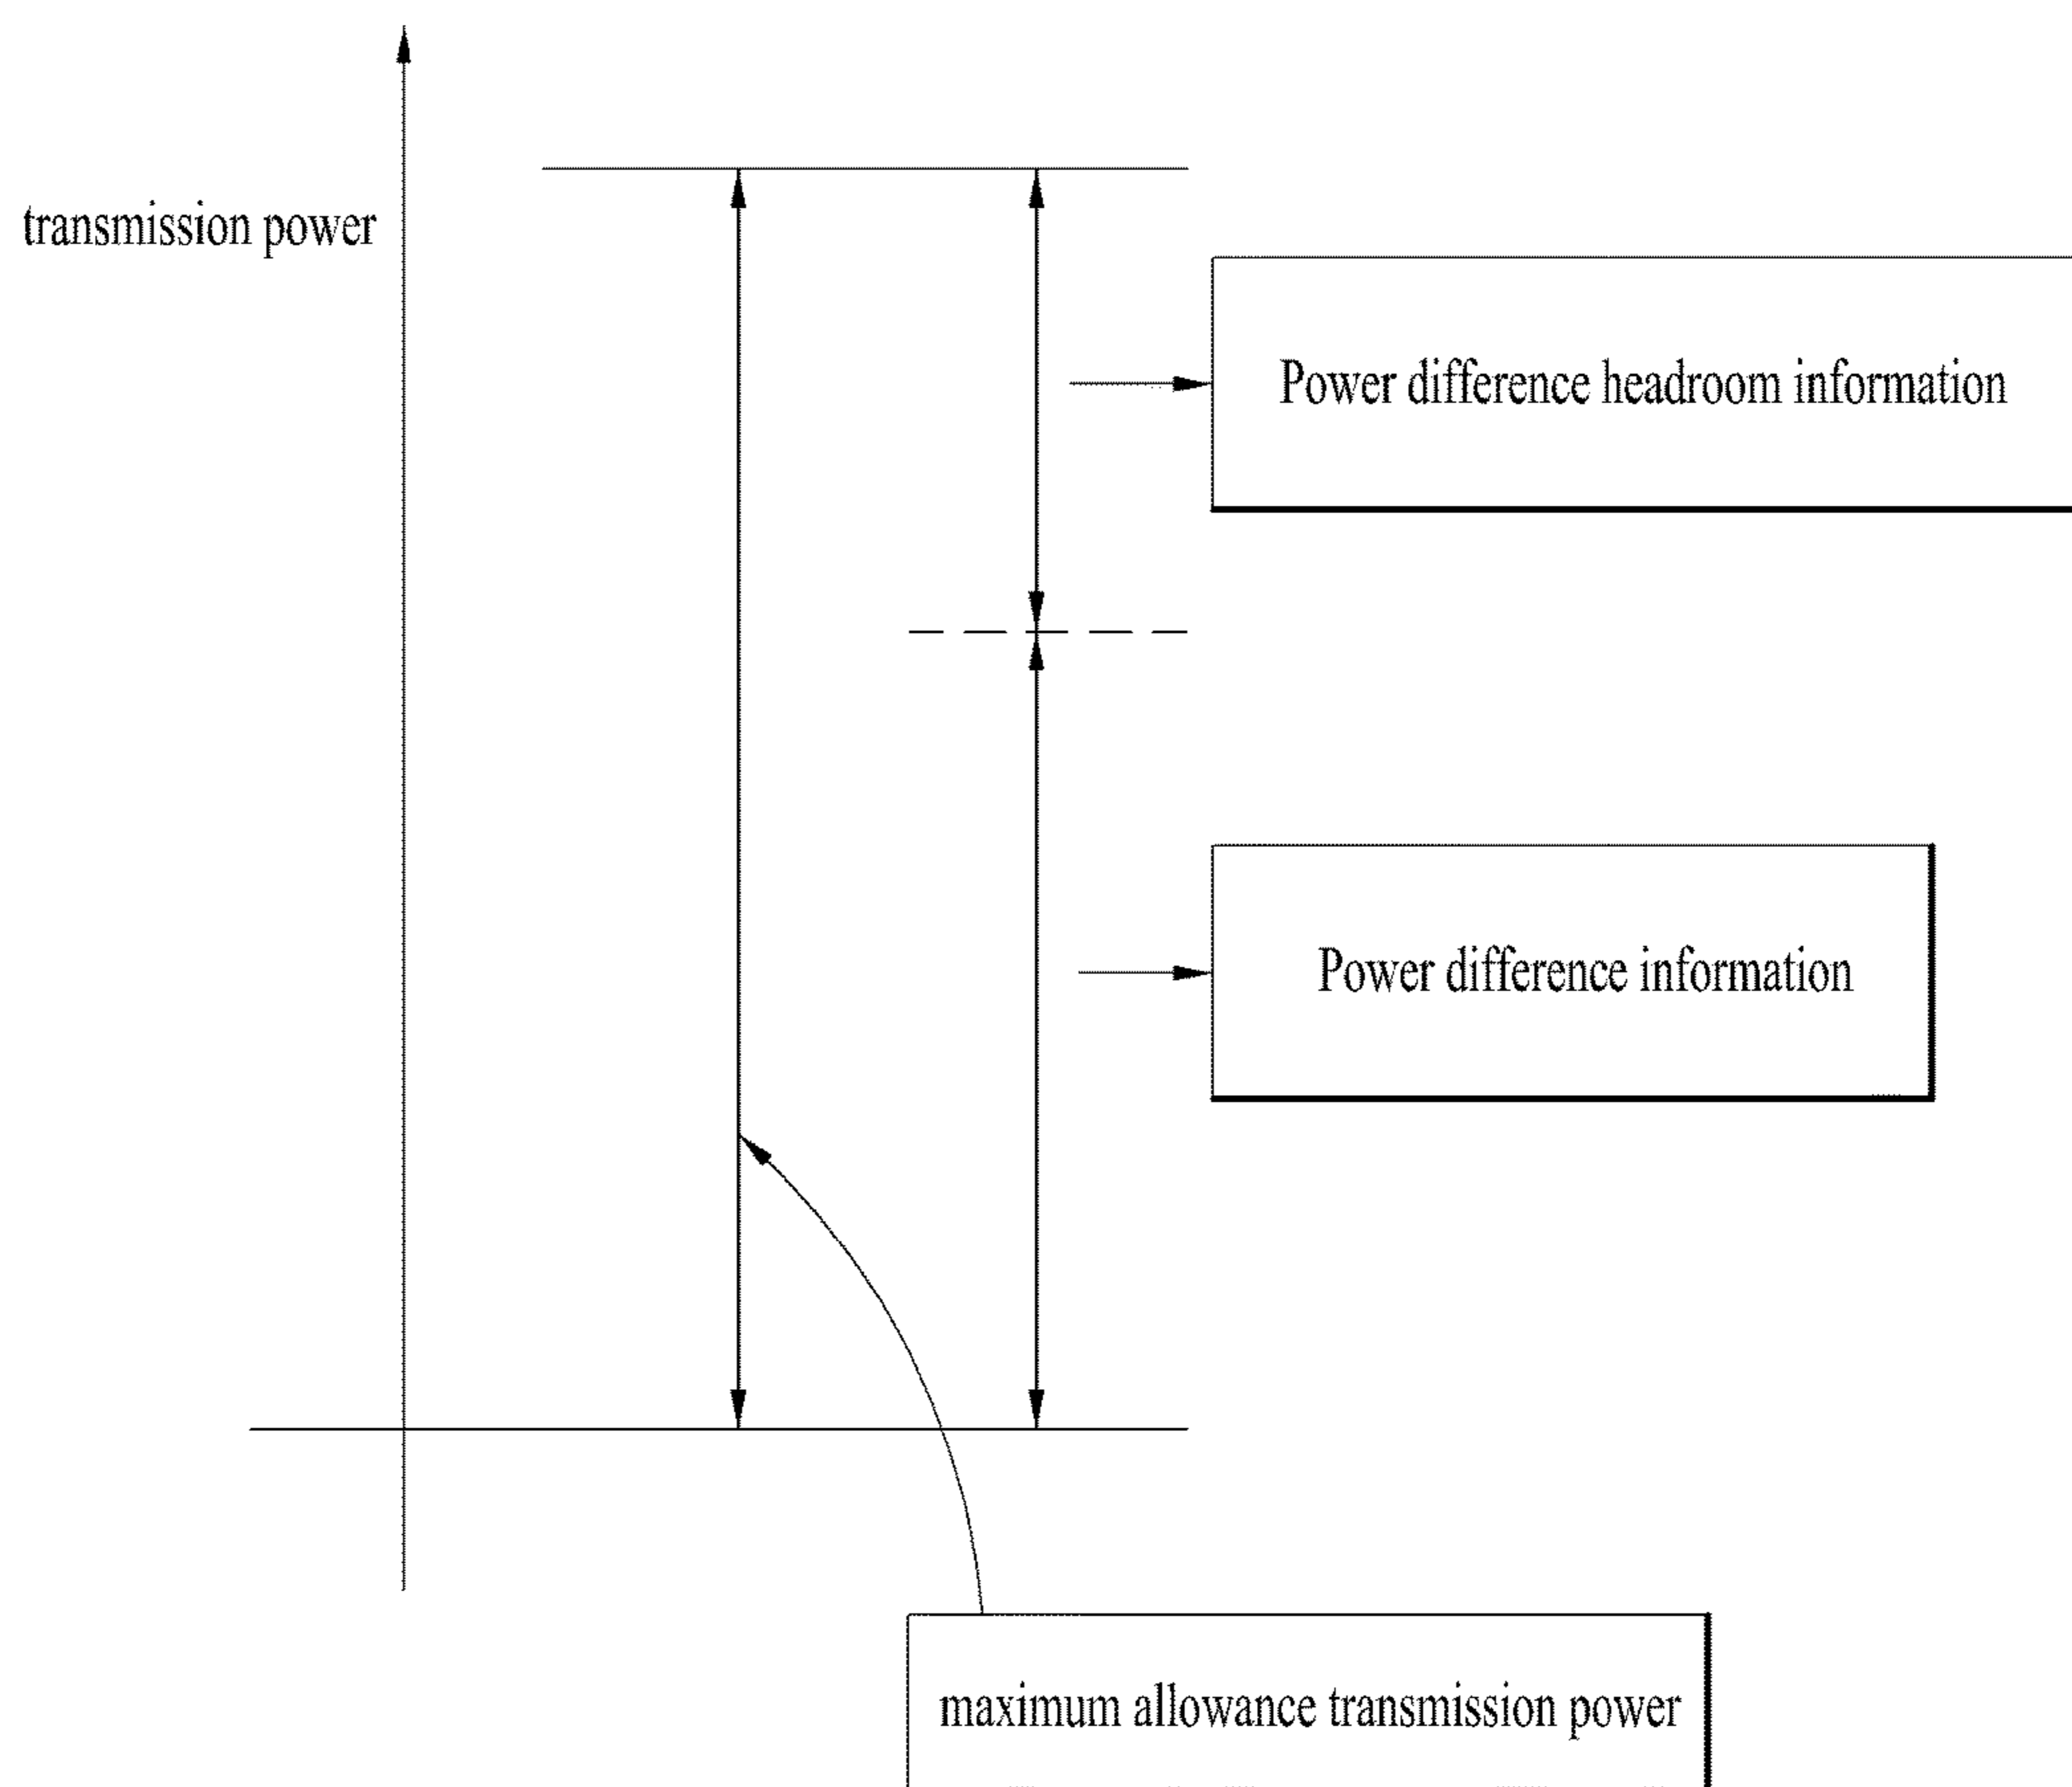 transmission power
Power difference headroom information
Power difference information
maximum allowance transmission power